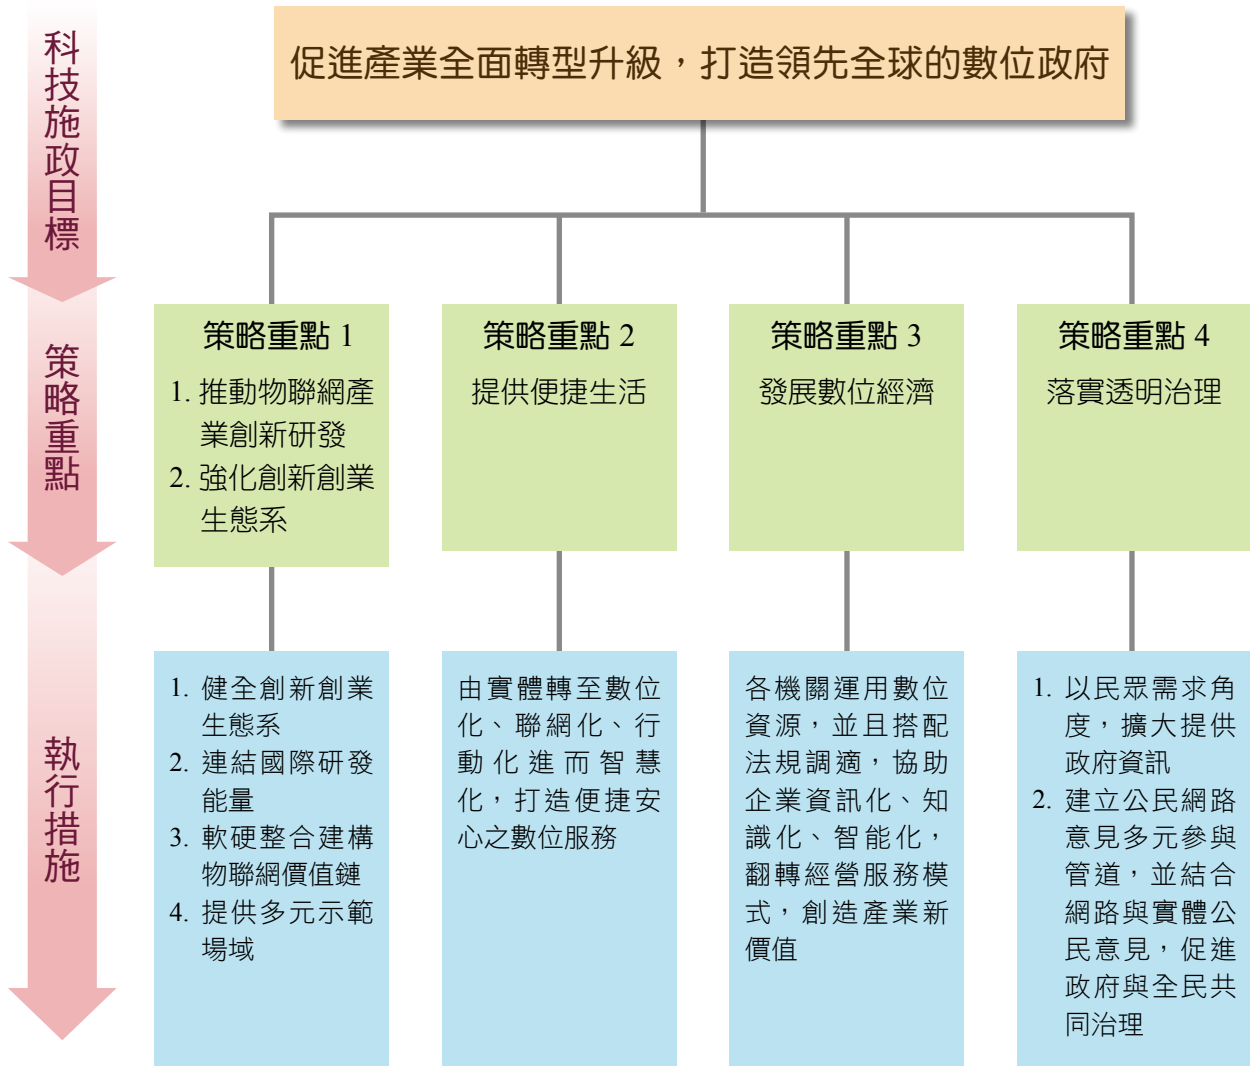 科技施政目標
促進產業全面轉型升級，打造領先全球的數位政府
策略重點
策略重點 1
1. 推動物聯網產
業創新研發
2. 強化創新創業
生態系
策略重點 2
提供便捷生活
策略重點 3
發展數位經濟
策略重點 4
落實透明治理
執行措施
1. 健全創新創業
生態系
2. 連結國際研發
能量
3. 軟硬整合建構
物聯網價值鏈
4. 提供多元示範
場域
由實體轉至數位
化、聯網化、行
動化進而智慧
化，打造便捷安
心之數位服務
各機關運用數位
資源，並且搭配
法規調適，協助
企業資訊化、知
識化、智能化，
翻轉經營服務模
式，創造產業新
價值
1. 以民眾需求角
度，擴大提供
政府資訊
2. 建立公民網路
意見多元參與
管道，並結合
網路與實體公
民意見，促進
政府與全民共
同治理